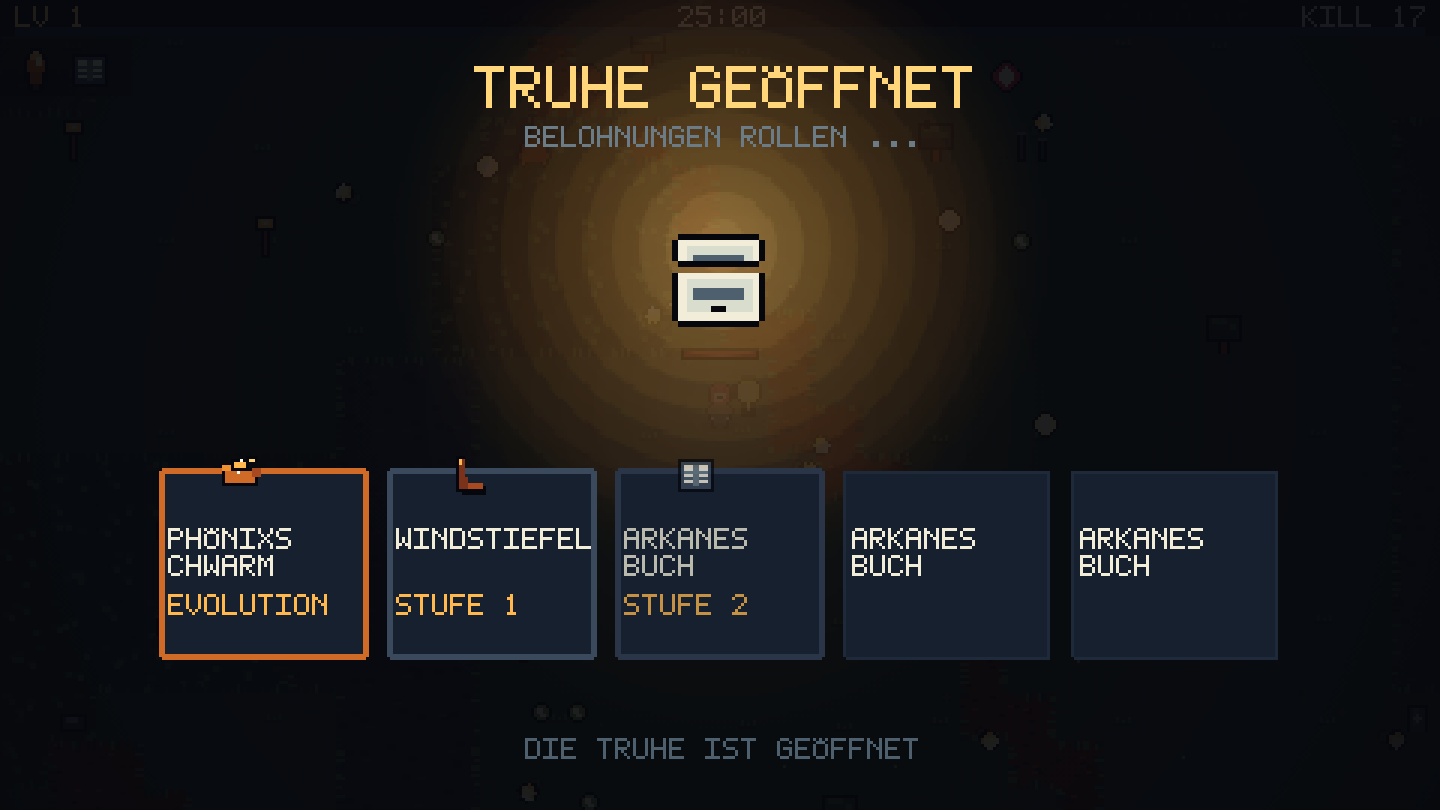 LV 1 25:00 KILL 17
TRUHE GEÖFFNET
BELOHNUNGEN ROLLEN ...
PHÖNIXS
CHWARM
EVOLUTION
WINDSTIEFEL
STUFE 1
ARKANES
BUCH
STUFE 2
ARKANES
BUCH
ARKANES
BUCH
DIE TRUHE IST GEÖFFNET